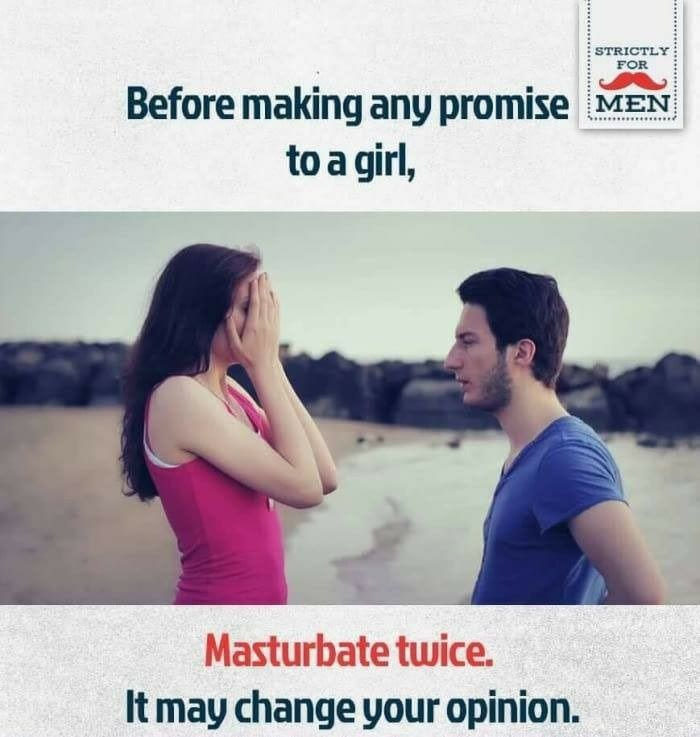 STRICTLY
FOR
MEN
Before making any promise
to a girl,
Masturbate twice.
It may change your opinion.